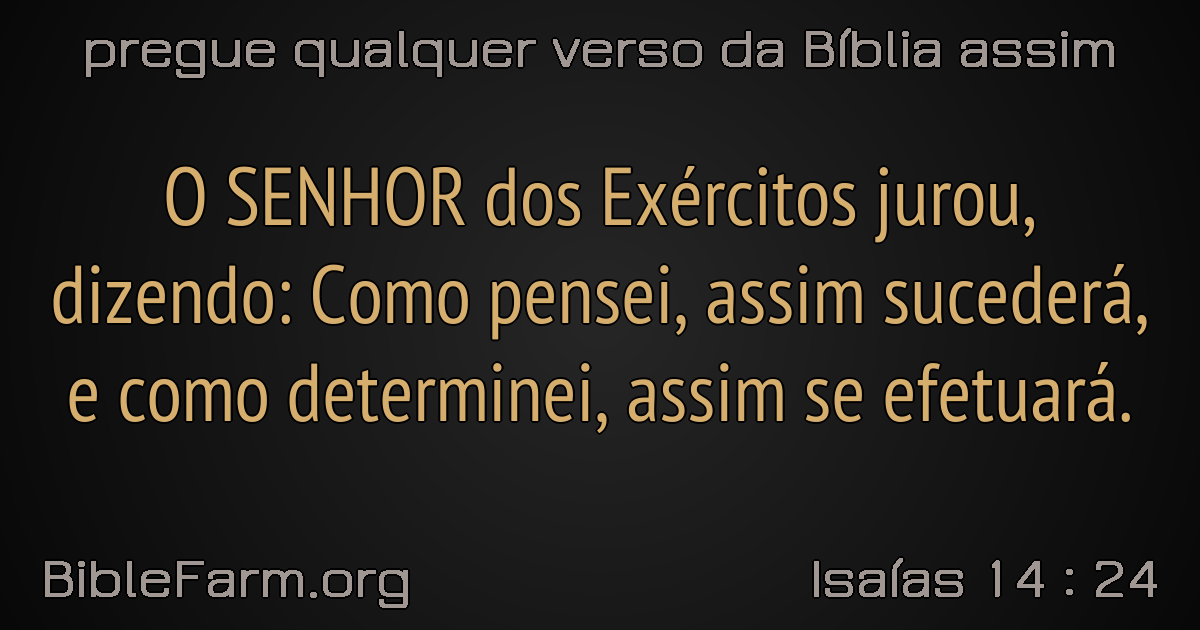 pregue qualquer verso da Bíblia assim
O SENHOR dos Exércitos jurou,
dizendo: Como pensei, assim sucederá,
e como determinei, assim se efetuará.
BibleFarm.org
Isaías 14 : 24